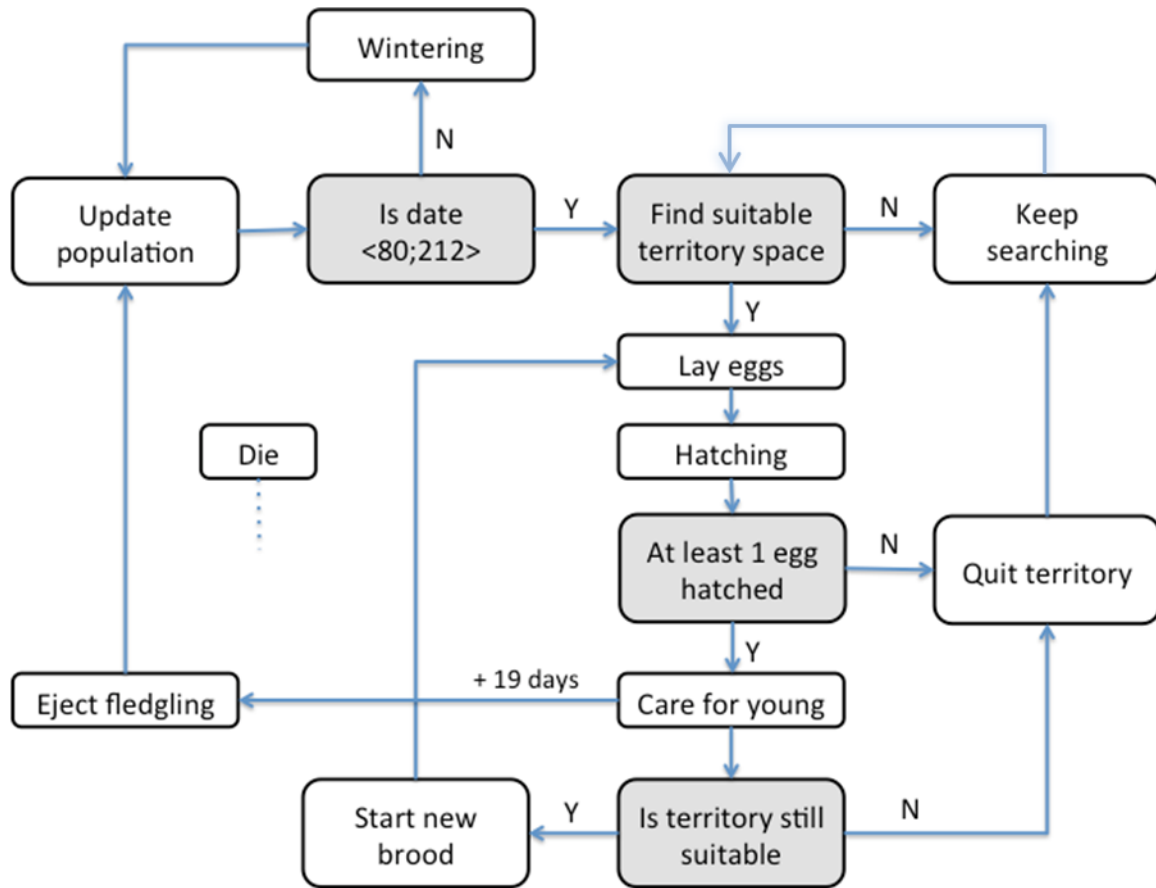 Wintering
N
Update
population
Is date
<80;212>
Y
Find suitable
territory space
N
Keep
searching
Y
Lay eggs
Die
Hatching
At least 1 egg
hatched
N
Quit territory
Y
Eject fledgling
+ 19 days
Care for young
Start new
brood
Y
Is territory still
suitable
N